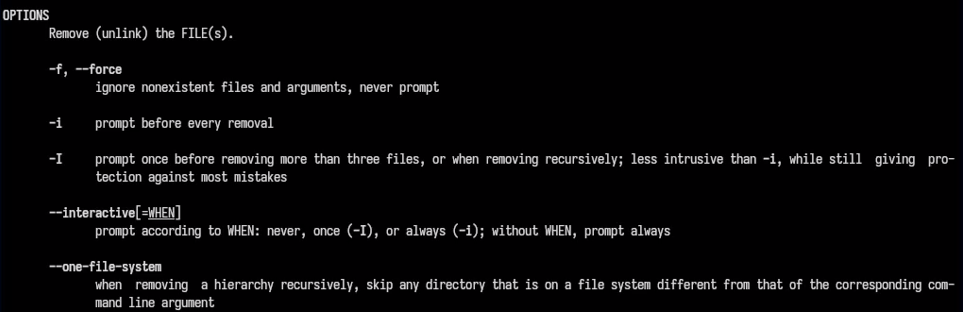 OPTIONS
Remove (unlink) the FILE(s).
-f, --force
ignore nonexistent files and arguments, never prompt
-i     prompt before every removal
-I     prompt once before removing more than three files, or when removing recursively; less intrusive than -i, while still  giving  pro-
tection against most mistakes
--interactive[=WHEN]
prompt according to WHEN: never, once (-I), or always (-i); without WHEN, prompt always
--one-file-system
when  removing  a hierarchy recursively, skip any directory that is on a file system different from that of the corresponding com-
mand line argument